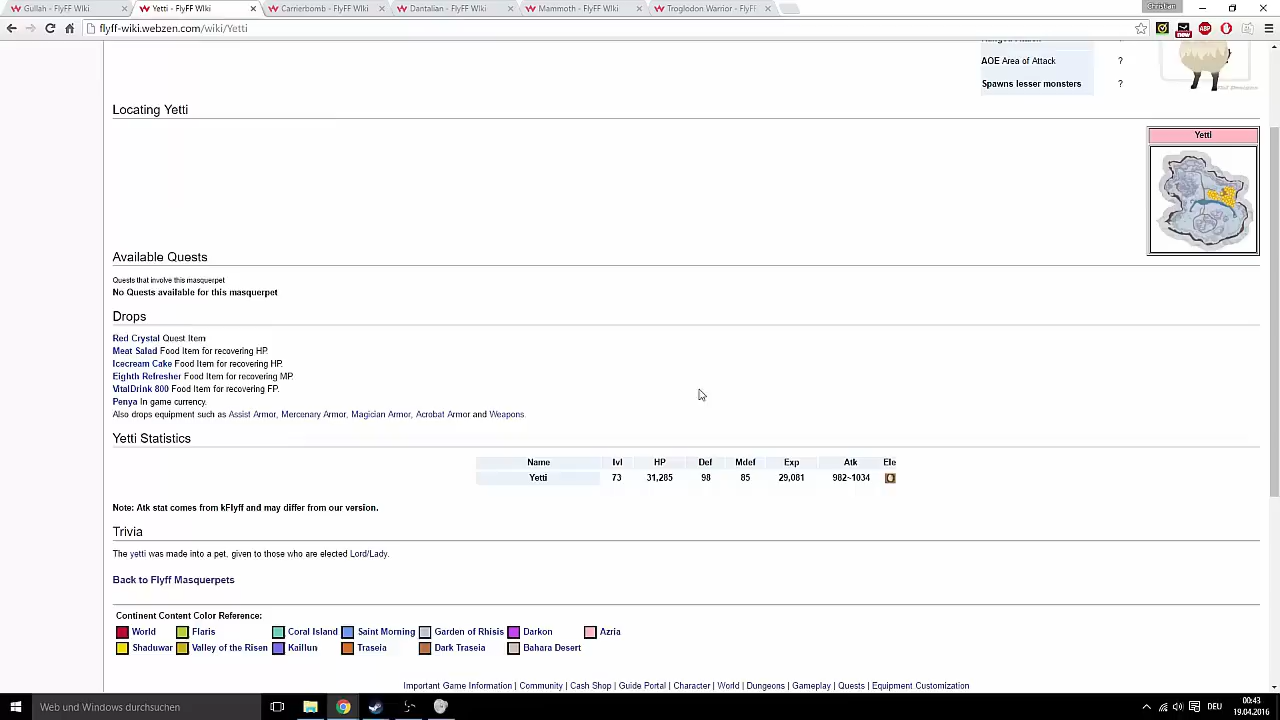 Gullah - FlyFF WIki
Yetti - FlyFF WIki
Carrierbomb - FlyFF WIki
Dantalian - FlyFF WIki
Mammoth - FlyFF WIki
Troglodon Warrior - FlyFF
Christian
flyff-wiki.webzen.com/wiki/Yetti
AOE Area of Attack ?
Spawns lesser monsters ?
Locating Yetti
Yetti
Available Quests
Quests that involve this masquerpet
No Quests available for this masquerpet
Drops
Red Crystal Quest Item
Meat Salad Food Item for recovering HP.
Icecream Cake Food Item for recovering HP.
Eighth Refresher Food Item for recovering MP.
VitalDrink 800 Food Item for recovering FP.
Penya In game currency.
Also drops equipment such as Assist Armor, Mercenary Armor, Magician Armor, Acrobat Armor and Weapons.
Yetti Statistics
Name lvl HP Def Mdef Exp Atk Ele
Yetti 73 31,285 98 85 29,081 982~1034
Note: Atk stat comes from kFlyff and may differ from our version.
Trivia
The yetti was made into a pet, given to those who are elected Lord/Lady.
Back to Flyff Masquerpets
Continent Content Color Reference:
World Flaris Coral Island Saint Morning Garden of Rhisis Darkon Azria
Shaduwar Valley of the Risen Kaillun Traseia Dark Traseia Bahara Desert
Important Game Information | Community | Cash Shop | Guide Portal | Character | World | Dungeons | Gameplay | Quests | Equipment Customization
Web und Windows durchsuchen
DEU
00:43
19.04.2016